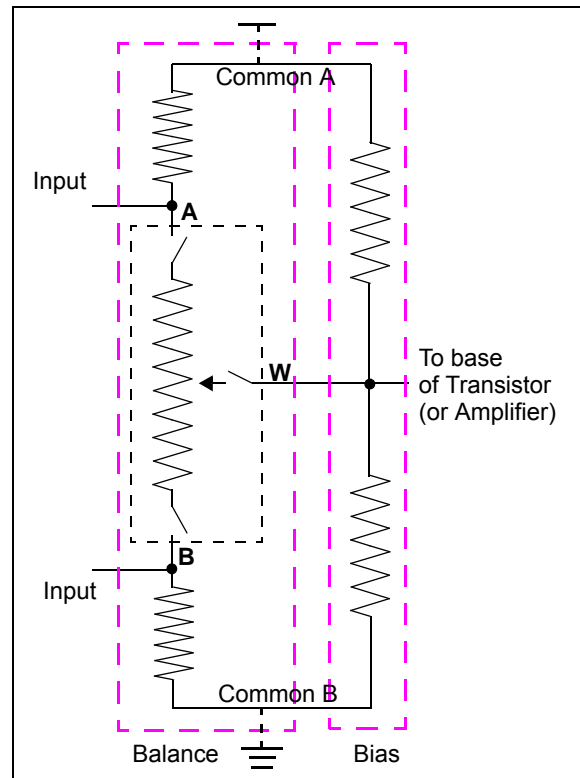 Common A
Input
A
W
To base
of Transistor
(or Amplifier)
B
Input
Common B
Balance
Bias